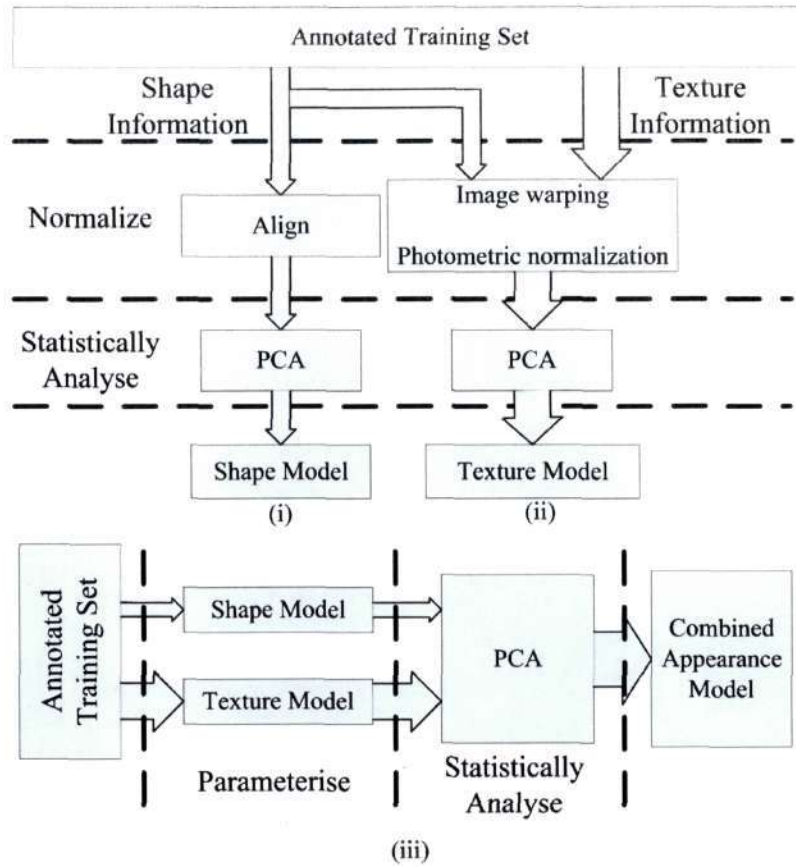 Annotated Training Set
Shape
Information
Texture
Information
Normalize
Align
Image warping
Photometric normalization
Statistically
Analyse
PCA
PCA
Shape Model
Texture Model
(i)
(ii)
Annotated
Training Set
Shape Model
Texture Model
PCA
Combined
Appearance
Model
Parameterise
Statistically
Analyse
(iii)